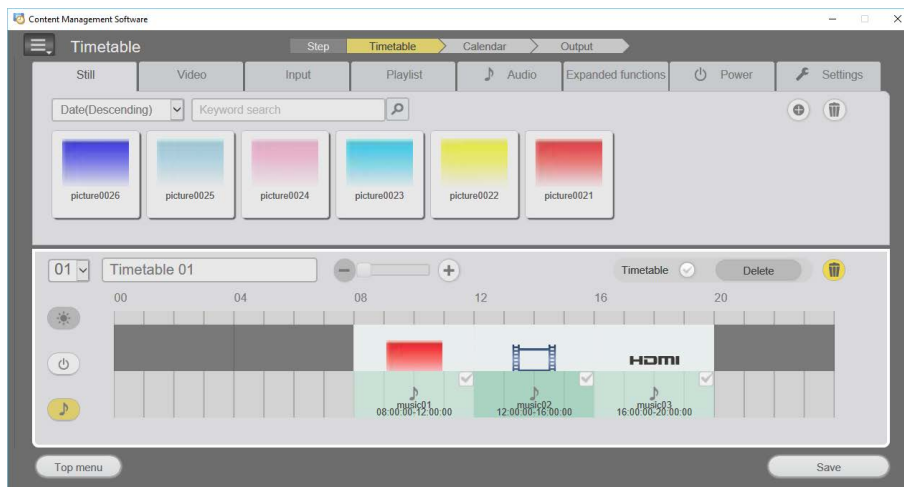 Content Management Software
Timetable
Step Timetable Calendar Output
Still Video Input Playlist Audio Expanded functions Power Settings
Date(Descending) Keyword search
picture0026 picture0025 picture0024 picture0023 picture0022 picture0021
01 Timetable 01 Timetable Delete
00 04 08 12 16 20
HDMI
music01 music02 music03
08:00:00-12:00:00 12:00:00-16:00:00 16:00:00-20:00:00
Top menu Save